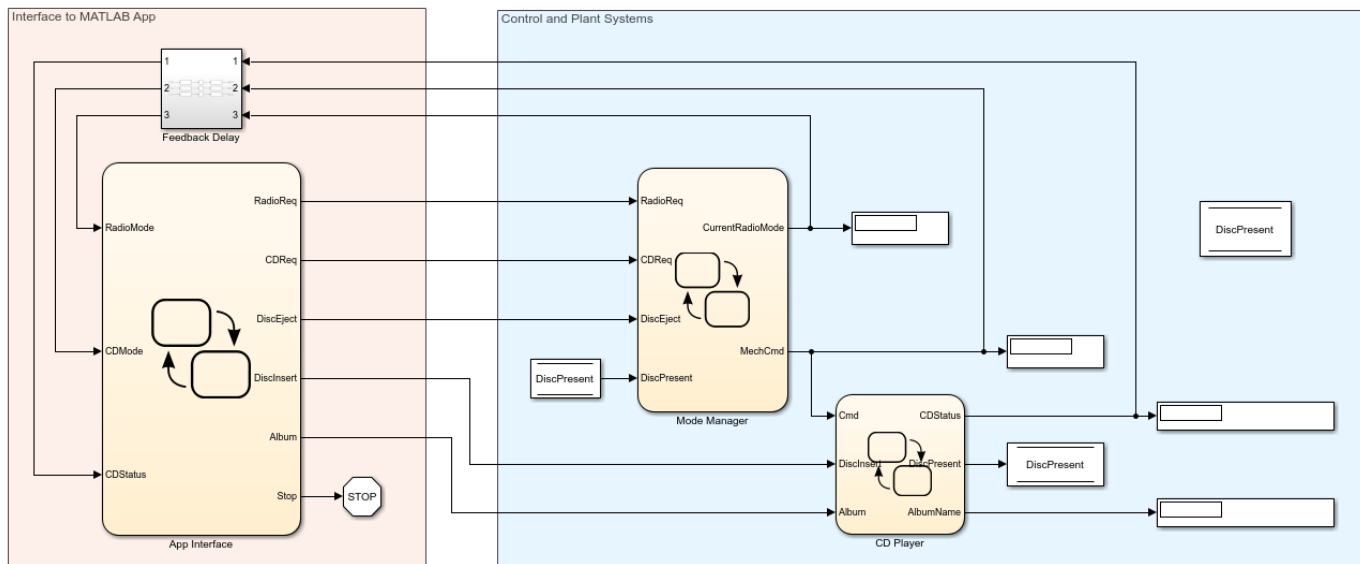 Interface to MATLAB App
Control and Plant Systems
1 1
2 2
3 3
Feedback Delay
RadioMode
CDMode
CDStatus
RadioReq
CDReq
DiscEject
DiscInsert
Album
Stop
App Interface
STOP
RadioReq
CDReq
DiscEject
DiscPresent
CurrentRadioMode
MechCmd
Mode Manager
DiscPresent
DiscPresent
Cmd
DiscInsert
Album
CDStatus
DiscPresent
AlbumName
CD Player
DiscPresent